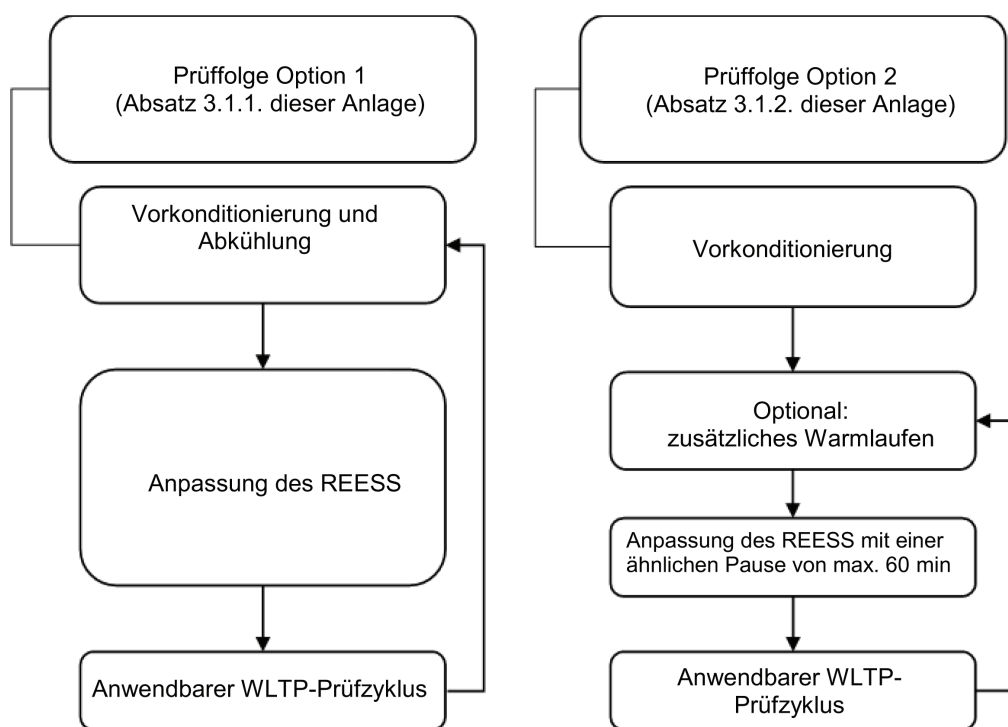 Prüffolge Option 1
(Absatz 3.1.1. dieser Anlage)
Vorkonditionierung und
Abkühlung
Anpassung des REESS
Anwendbarer WLTP-Prüfzyklus
Prüffolge Option 2
(Absatz 3.1.2. dieser Anlage)
Vorkonditionierung
Optional:
zusätzliches Warmlaufen
Anpassung des REESS mit einer
ähnlichen Pause von max. 60 min
Anwendbarer WLTP-
Prüfzyklus